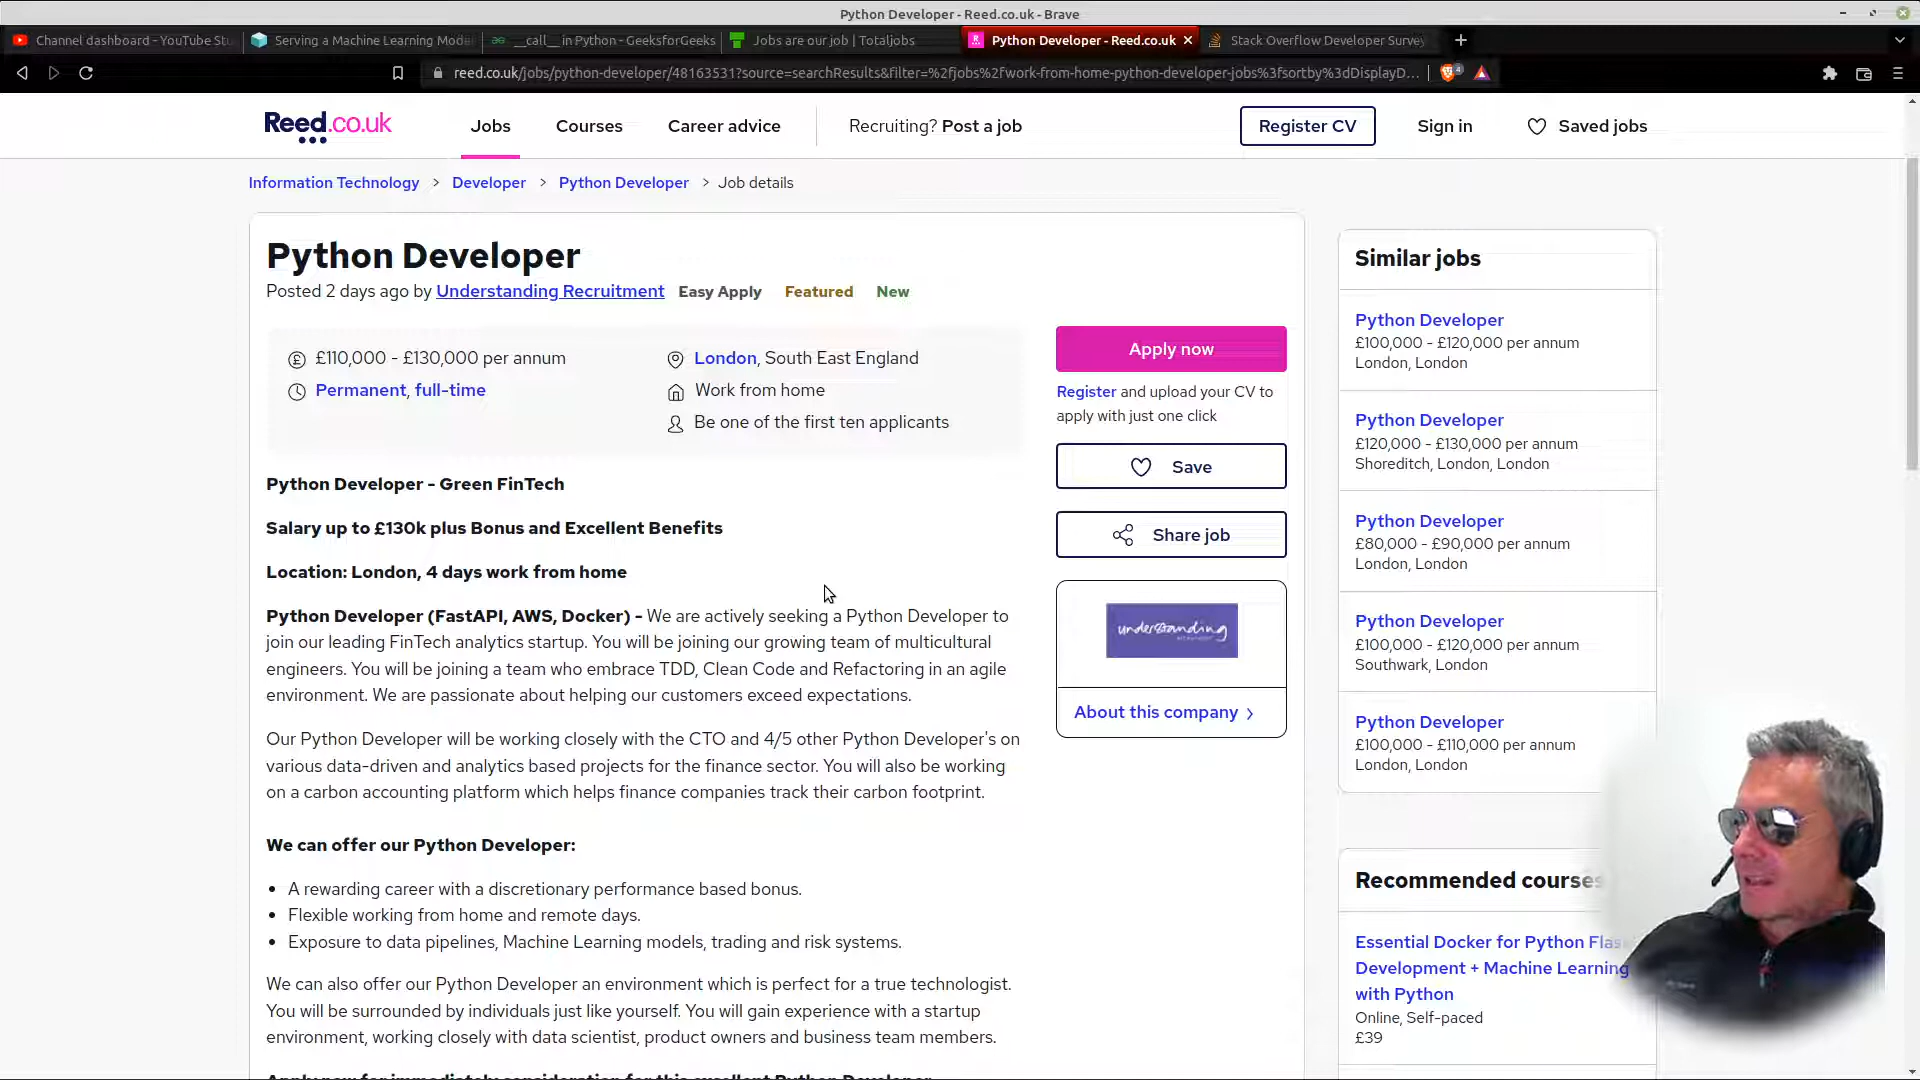 Python Developer - Reed.co.uk - Brave
Channel dashboard - YouTube Stu
Serving a Machine Learning Mode
__call__ in Python - GeeksforGeeks
Jobs are our job | Totaljobs
Python Developer - Reed.co.uk
Stack Overflow Developer Survey
reed.co.uk/jobs/python-developer/48163531?source=searchResults&filter=%2fjobs%2fwork-from-home-python-developer-jobs%3fsortby%3dDisplayD...
4
Reed.co.uk
Jobs
Courses
Career advice
Recruiting? Post a job
Register CV
Sign in
Saved jobs
Information Technology > Developer > Python Developer > Job details
Python Developer
Posted 2 days ago by Understanding Recruitment Easy Apply Featured New
£110,000 - £130,000 per annum
Permanent, full-time
London, South East England
Work from home
Be one of the first ten applicants
Python Developer - Green FinTech
Salary up to £130k plus Bonus and Excellent Benefits
Location: London, 4 days work from home
Python Developer (FastAPI, AWS, Docker) - We are actively seeking a Python Developer to
join our leading FinTech analytics startup. You will be joining our growing team of multicultural
engineers. You will be joining a team who embrace TDD, Clean Code and Refactoring in an agile
environment. We are passionate about helping our customers exceed expectations.
Our Python Developer will be working closely with the CTO and 4/5 other Python Developer's on
various data-driven and analytics based projects for the finance sector. You will also be working
on a carbon accounting platform which helps finance companies track their carbon footprint.
We can offer our Python Developer:
• A rewarding career with a discretionary performance based bonus.
• Flexible working from home and remote days.
• Exposure to data pipelines, Machine Learning models, trading and risk systems.
We can also offer our Python Developer an environment which is perfect for a true technologist.
You will be surrounded by individuals just like yourself. You will gain experience with a startup
environment, working closely with data scientist, product owners and business team members.
Apply now for immediately consideration for this excellent Python Developer
Apply now
Register and upload your CV to
apply with just one click
Save
Share job
understanding
About this company >
Similar jobs
Python Developer
£100,000 - £120,000 per annum
London, London
Python Developer
£120,000 - £130,000 per annum
Shoreditch, London, London
Python Developer
£80,000 - £90,000 per annum
London, London
Python Developer
£100,000 - £120,000 per annum
Southwark, London
Python Developer
£100,000 - £110,000 per annum
London, London
Recommended courses
Essential Docker for Python Flas
Development + Machine Learning
with Python
Online, Self-paced
£39